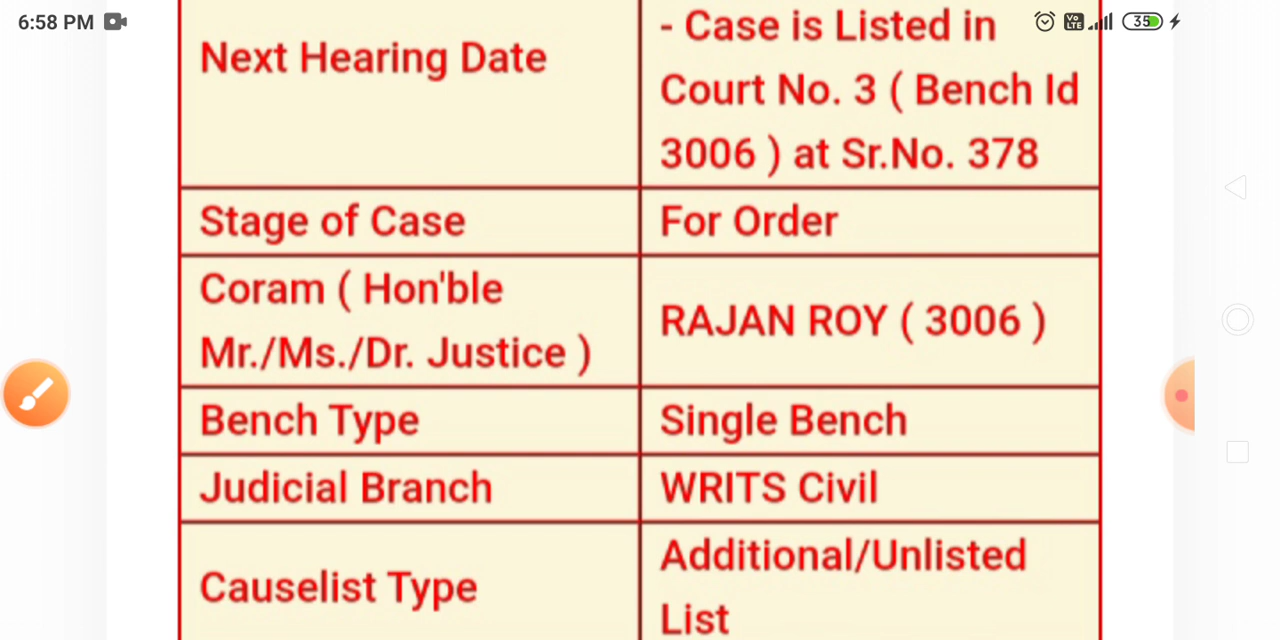 6:58 PM
Vo LTE
35
Next Hearing Date
- Case is Listed in
Court No. 3 ( Bench Id
3006 ) at Sr.No. 378
Stage of Case
For Order
Coram ( Hon'ble
Mr./Ms./Dr. Justice )
RAJAN ROY ( 3006 )
Bench Type
Single Bench
Judicial Branch
WRITS Civil
Causelist Type
Additional/Unlisted
List